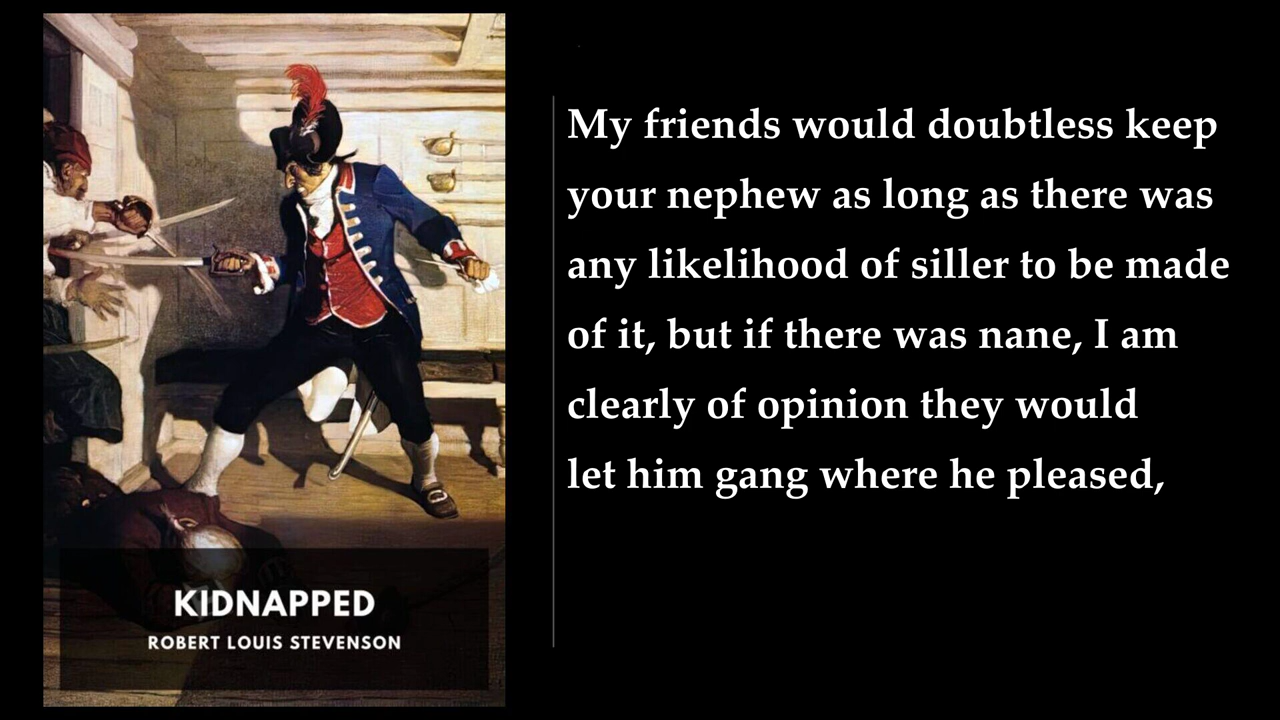 My friends would doubtless keep
your nephew as long as there was
any likelihood of siller to be made
of it, but if there was nane, I am
clearly of opinion they would
let him gang where he pleased,
KIDNAPPED
ROBERT LOUIS STEVENSON